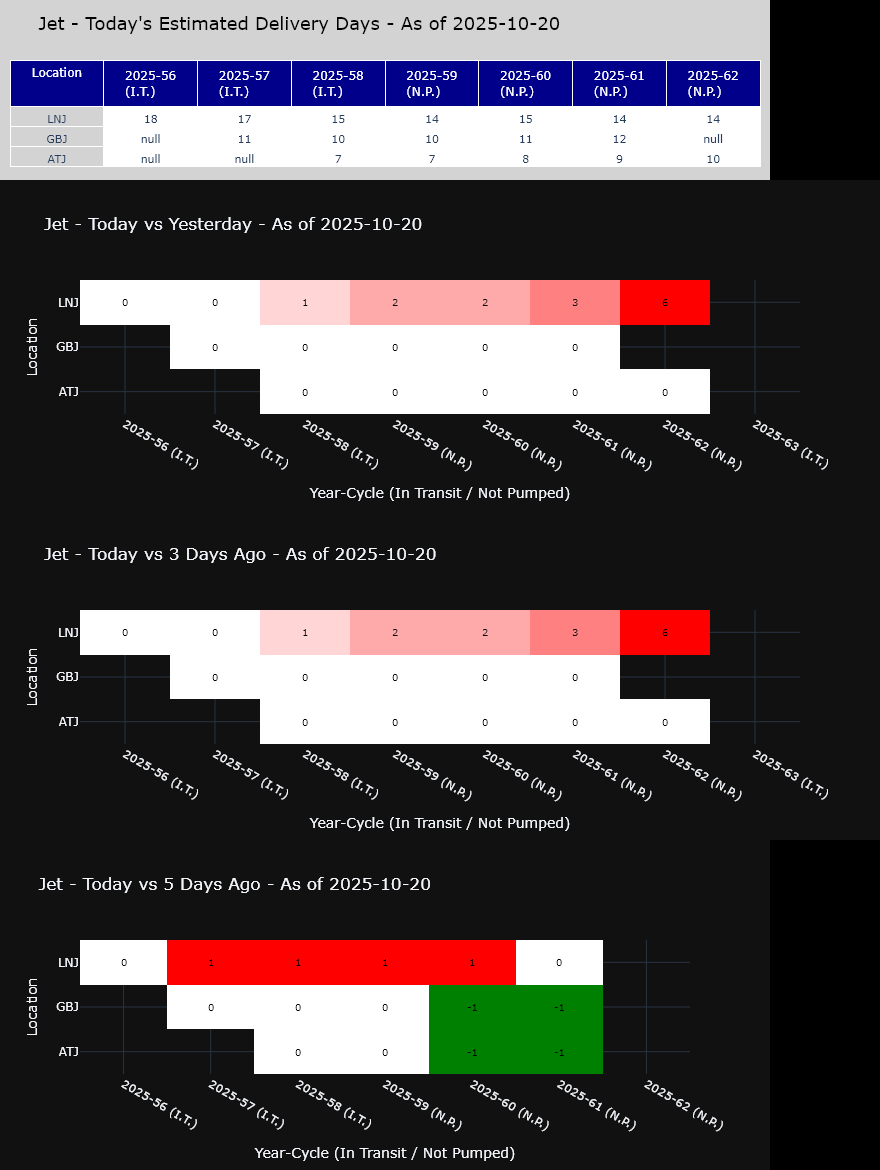 Jet - Today's Estimated Delivery Days - As of 2025-10-20
Location 2025-56 (I.T.) 2025-57 (I.T.) 2025-58 (I.T.) 2025-59 (N.P.) 2025-60 (N.P.) 2025-61 (N.P.) 2025-62 (N.P.)
LNJ 18 17 15 14 15 14 14
GBJ null 11 10 10 11 12 null
ATJ null null 7 7 8 9 10
Jet - Today vs Yesterday - As of 2025-10-20
Location
LNJ 0 0 1 2 2 3 6
GBJ 0 0 0 0 0
ATJ 0 0 0 0 0
2025-56 (I.T.) 2025-57 (I.T.) 2025-58 (I.T.) 2025-59 (N.P.) 2025-60 (N.P.) 2025-61 (N.P.) 2025-62 (N.P.) 2025-63 (I.T.)
Year-Cycle (In Transit / Not Pumped)
Jet - Today vs 3 Days Ago - As of 2025-10-20
Location
LNJ 0 0 1 2 2 3 6
GBJ 0 0 0 0 0
ATJ 0 0 0 0 0
2025-56 (I.T.) 2025-57 (I.T.) 2025-58 (I.T.) 2025-59 (N.P.) 2025-60 (N.P.) 2025-61 (N.P.) 2025-62 (N.P.) 2025-63 (I.T.)
Year-Cycle (In Transit / Not Pumped)
Jet - Today vs 5 Days Ago - As of 2025-10-20
Location
LNJ 0 1 1 1 1 0
GBJ 0 0 0 -1 -1
ATJ 0 0 -1 -1
2025-56 (I.T.) 2025-57 (I.T.) 2025-58 (I.T.) 2025-59 (N.P.) 2025-60 (N.P.) 2025-61 (N.P.) 2025-62 (N.P.)
Year-Cycle (In Transit / Not Pumped)